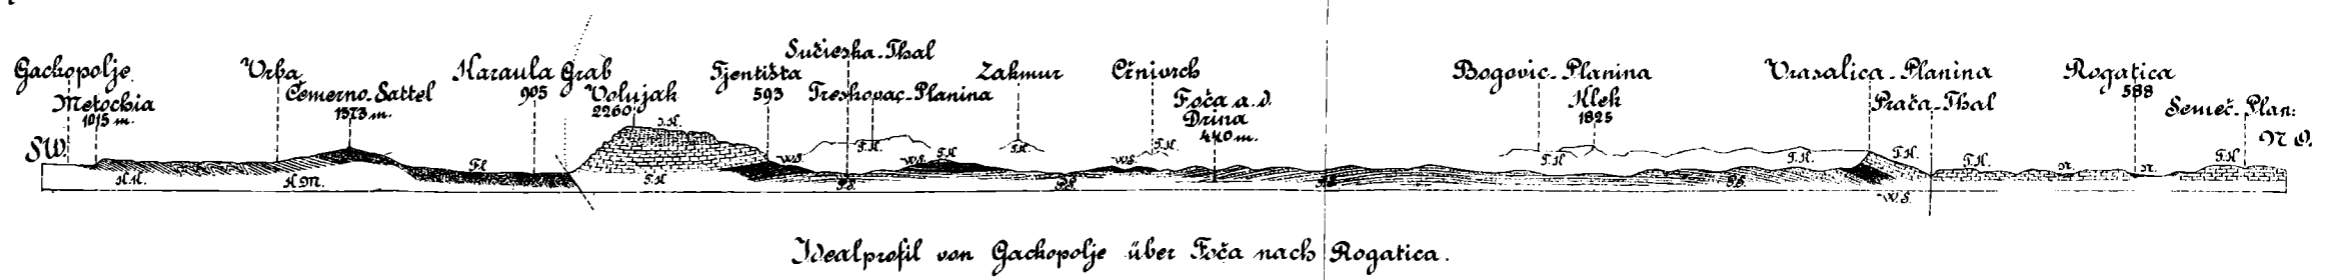 Gackopolje
Metochia
1015 m.
Vrba
Čemerno-Sattel
1373 m.
Karaula Grab
905
Volujak
2260
Tjentišta
593
Sučieska-Thal
Treskovac-Planina
Zakmur
Crnivrch
Foča a. d.
Drina
440 m.
Bogovic-Planina
Klek
1825
Vrasalica-Planina
Prača-Thal
Rogatica
588
Semeč-Plan:
SW.
N O.
K.K.
K.M.
Fl.
J.K.
T.K.
W.S.
T.K.
W.S.
T.K.
T.K.
W.S.
T.K.
P.S.
P.S.
P.S.
T.K.
T.K.
P.S.
T.K.
W.S.
T.K.
N.
N.
T.K.
Idealprofil von Gackopolje über Foča nach Rogatica.